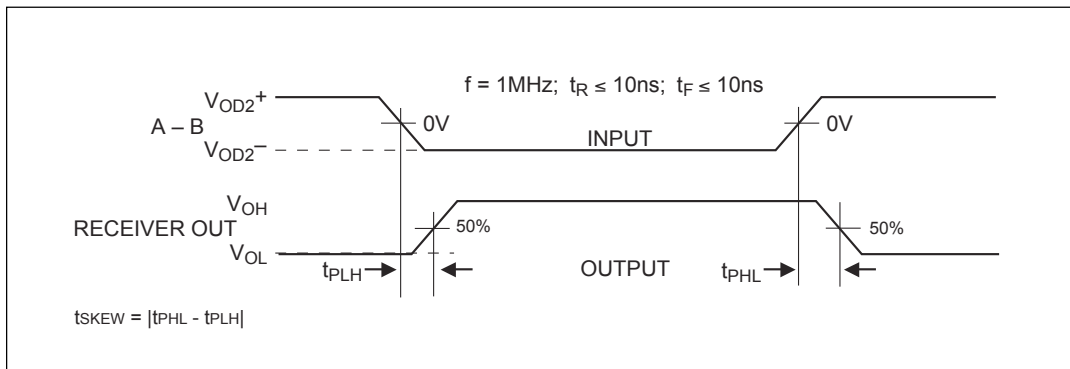 f = 1MHz; tR ≤ 10ns; tF ≤ 10ns
VOD2+
A – B
0V
0V
INPUT
VOD2–
VOH
RECEIVER OUT
50%
50%
VOL
tPLH
OUTPUT
tPHL
tSKEW = |tPHL - tPLH|